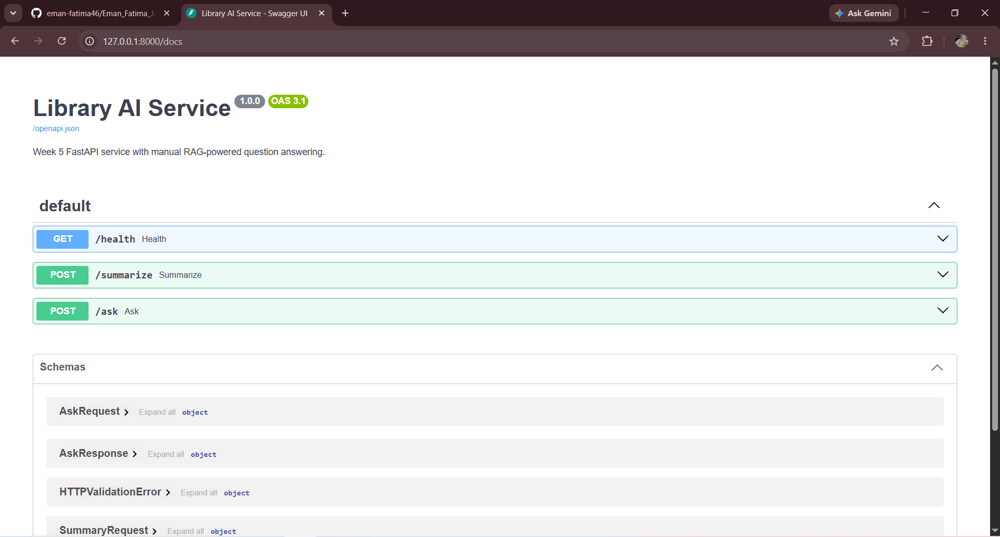 eman-fatima46/Eman_Fatima_Ja
Library AI Service - Swagger UI
Ask Gemini
127.0.0.1:8000/docs
Library AI Service 1.0.0 OAS 3.1
/openapi.json
Week 5 FastAPI service with manual RAG-powered question answering.
default
GET /health Health
POST /summarize Summarize
POST /ask Ask
Schemas
AskRequest Expand all object
AskResponse Expand all object
HTTPValidationError Expand all object
SummaryRequest Expand all object